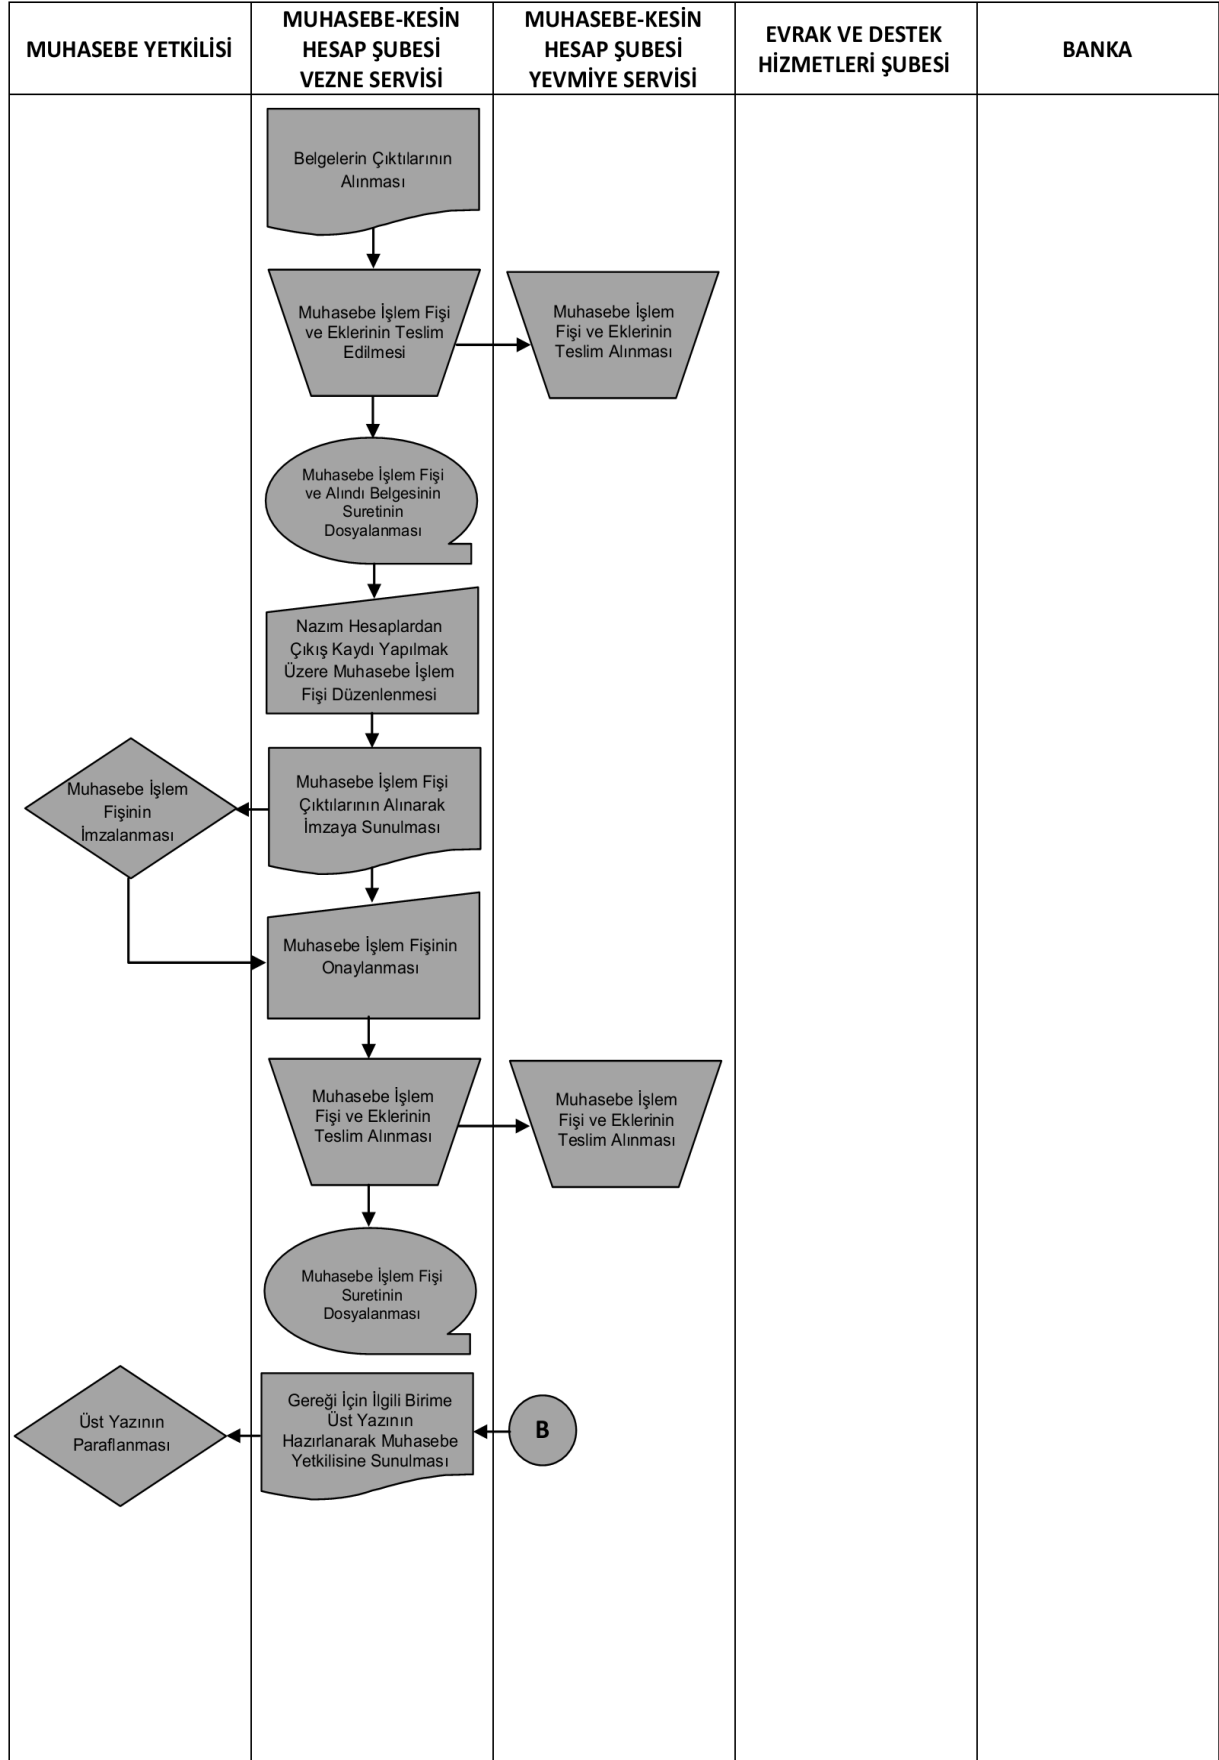 MUHASEBE YETKİLİSİ
MUHASEBE-KESİN
HESAP ŞUBESİ
VEZNE SERVİSİ
MUHASEBE-KESİN
HESAP ŞUBESİ
YEVMİYE SERVİSİ
EVRAK VE DESTEK
HİZMETLERİ ŞUBESİ
BANKA
Belgelerin Çıktılarının
Alınması
Muhasebe İşlem Fişi
ve Eklerinin Teslim
Edilmesi
Muhasebe İşlem
Fişi ve Eklerinin
Teslim Alınması
Muhasebe İşlem Fişi
ve Alındı Belgesinin
Suretinin
Dosyalanması
Nazım Hesaplardan
Çıkış Kaydı Yapılmak
Üzere Muhasebe İşlem
Fişi Düzenlenmesi
Muhasebe İşlem
Fişinin
İmzalanması
Muhasebe İşlem Fişi
Çıktılarının Alınarak
İmzaya Sunulması
Muhasebe İşlem Fişinin
Onaylanması
Muhasebe İşlem
Fişi ve Eklerinin
Teslim Alınması
Muhasebe İşlem
Fişi ve Eklerinin
Teslim Alınması
Muhasebe İşlem Fişi
Suretinin
Dosyalanması
Üst Yazının
Paraflanması
Gereği İçin İlgili Birime
Üst Yazının
Hazırlanarak Muhasebe
Yetkilisine Sunulması
B